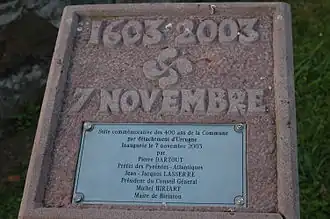 1603-2003
7 NOVEMBRE
Stèle commémorative des 400 ans de la Commune
par détachement d'Urrugne
Inaugurée le 7 novembre 2003
par
Pierre DARTOUT
Préfet des Pyrénées - Atlantiques
Jean - Jacques LASSERRE
Président du Conseil Général
Michel HIRIART
Maire de Biriatou